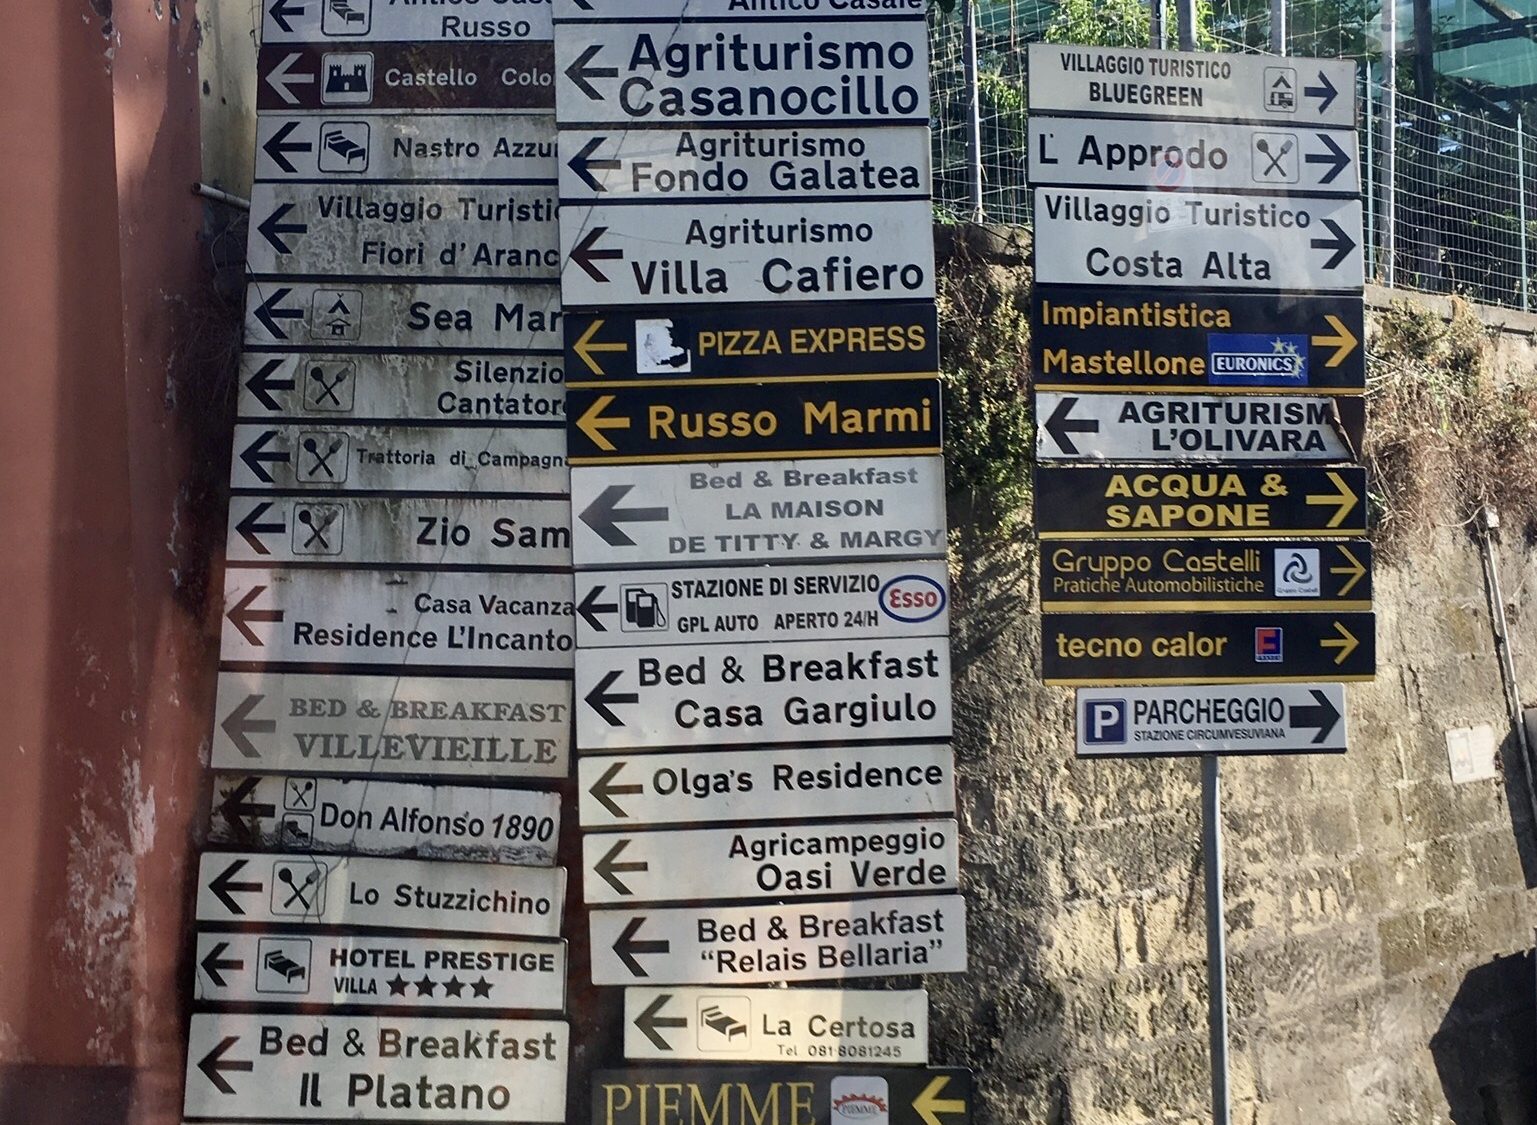 Russo
Castello
Nastro
Villaggio
Fiori d'
Sea
Silenzio
Trattoria di
Zio Sam
Casa Vacanza
Residence L'Incanto
BED & BREAKFAST
VILLEVIEILLE
Don Alfonso 1890
Lo Stuzzichino
HOTEL PRESTIGE
VILLA ★★★★
Bed & Breakfast
Il Platano
Antico Casale
Agriturismo
Casanocillo
Agriturismo
Fondo Galatea
Agriturismo
Villa Cafiero
PIZZA EXPRESS
Russo Marmi
Bed & Breakfast
LA MAISON
DE TITTY & MARGY
STAZIONE DI SERVIZIO
GPL AUTO APERTO 24/H
Esso
Bed & Breakfast
Casa Gargiulo
Olga's Residence
Agricampeggio
Oasi Verde
Bed & Breakfast
"Relais Bellaria"
La Certosa
Tel 081-8081245
PIEMME
PIEMME
VILLAGGIO TURISTICO
BLUEGREEN
L' Approdo
Villaggio Turistico
Costa Alta
Impiantistica
Mastellone
EURONICS
AGRITURISM
L'OLIVARA
ACQUA &
SAPONE
Gruppo Castelli
Pratiche Automobilistiche
tecno calor
P PARCHEGGIO
STAZIONE CIRCUMVESUVIANA